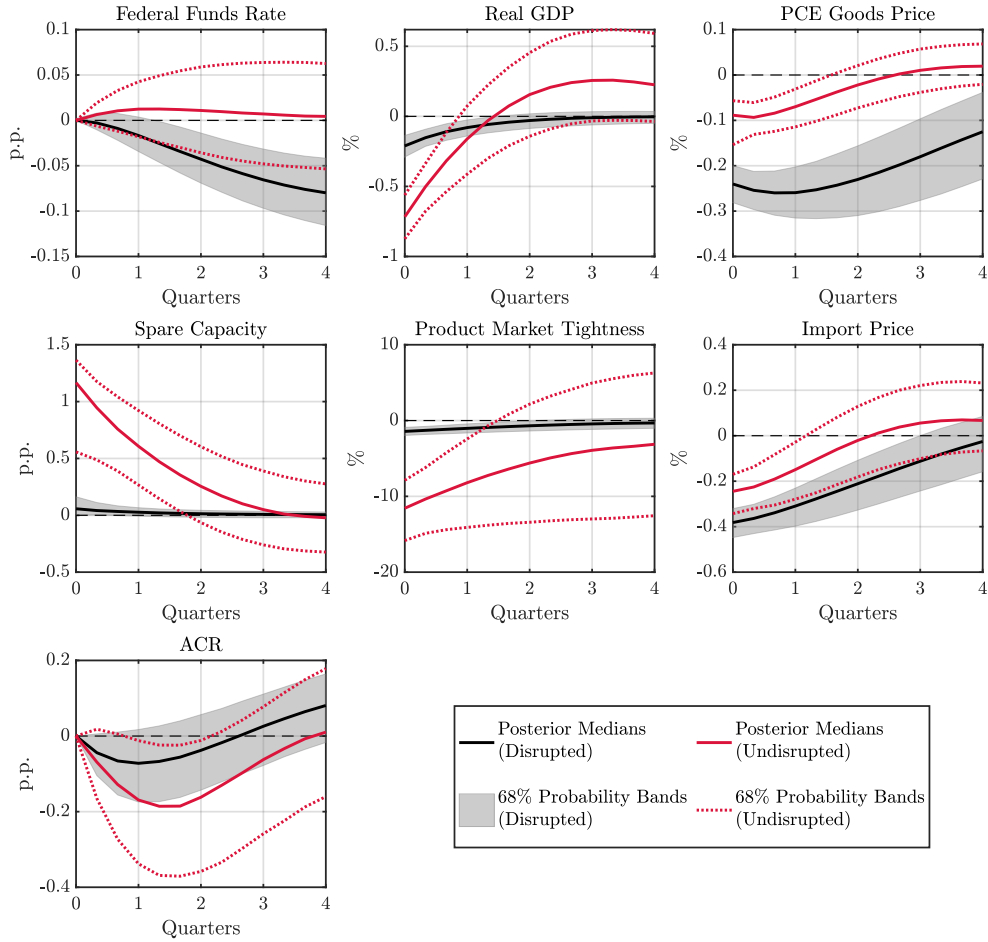 Federal Funds Rate
0.1
0.05
0
-0.05
-0.1
-0.15
p.p.
0 1 2 3 4
Quarters
Real GDP
0.5
0
-0.5
-1
%
0 1 2 3 4
Quarters
PCE Goods Price
0.1
0
-0.1
-0.2
-0.3
-0.4
%
0 1 2 3 4
Quarters
Spare Capacity
1.5
1
0.5
0
-0.5
p.p.
0 1 2 3 4
Quarters
Product Market Tightness
10
0
-10
-20
%
0 1 2 3 4
Quarters
Import Price
0.4
0.2
0
-0.2
-0.4
-0.6
%
0 1 2 3 4
Quarters
ACR
0.2
0
-0.2
-0.4
p.p.
0 1 2 3 4
Quarters
Posterior Medians
(Disrupted)
Posterior Medians
(Undisrupted)
68% Probability Bands
(Disrupted)
68% Probability Bands
(Undisrupted)